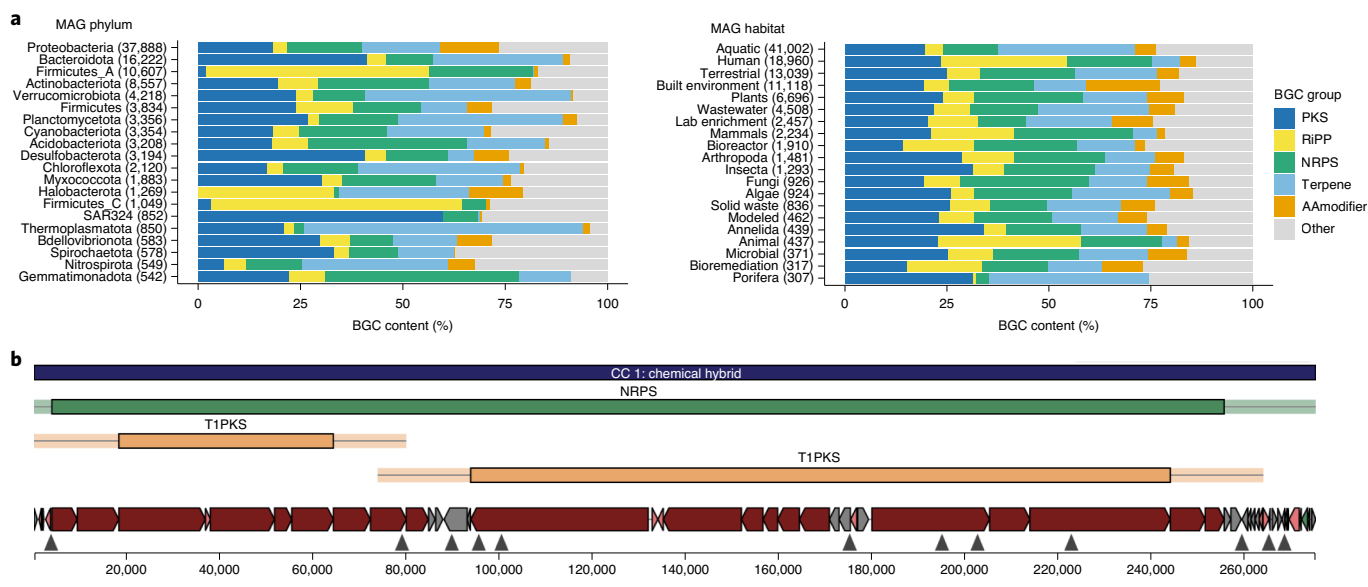 a
MAG phylum
Proteobacteria (37,888)
Bacteroidota (16,222)
Firmicutes_A (10,607)
Actinobacteriota (8,557)
Verrucomicrobiota (4,218)
Firmicutes (3,834)
Planctomycetota (3,356)
Cyanobacteriota (3,354)
Acidobacteriota (3,208)
Desulfobacterota (3,194)
Chloroflexota (2,120)
Myxococcota (1,883)
Halobacterota (1,269)
Firmicutes_C (1,049)
SAR324 (852)
Thermoplasmatota (850)
Bdellovibrionota (583)
Spirochaetota (578)
Nitrospirota (549)
Gemmatimonadota (542)
0 25 50 75 100
BGC content (%)
MAG habitat
Aquatic (41,002)
Human (18,960)
Terrestrial (13,039)
Built environment (11,118)
Plants (6,696)
Wastewater (4,508)
Lab enrichment (2,457)
Mammals (2,234)
Bioreactor (1,910)
Arthropoda (1,481)
Insecta (1,293)
Fungi (926)
Algae (924)
Solid waste (836)
Modeled (462)
Annelida (439)
Animal (437)
Microbial (371)
Bioremediation (317)
Porifera (307)
0 25 50 75 100
BGC content (%)
BGC group
PKS
RiPP
NRPS
Terpene
AAmodifier
Other
b
CC 1: chemical hybrid
NRPS
T1PKS
T1PKS
20,000 40,000 60,000 80,000 100,000 120,000 140,000 160,000 180,000 200,000 220,000 240,000 260,000